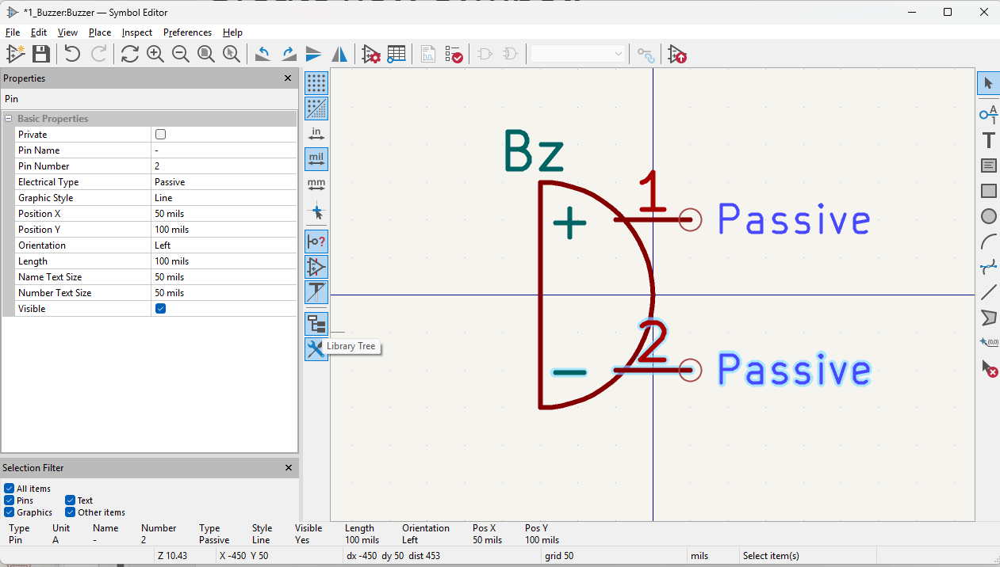 *1_Buzzer:Buzzer — Symbol Editor
File Edit View Place Inspect Preferences Help
Properties
Pin
Basic Properties
Private
Pin Name -
Pin Number 2
Electrical Type Passive
Graphic Style Line
Position X 50 mils
Position Y 100 mils
Orientation Left
Length 100 mils
Name Text Size 50 mils
Number Text Size 50 mils
Visible
Selection Filter
All items
Pins Text
Graphics Other items
in
mil
mm
?
Library Tree
Bz
+ 1 Passive
- 2 Passive
A
1
T
(0,0)
Type Unit Name Number Type Style Visible Length Orientation Pos X Pos Y
Pin A - 2 Passive Line Yes 100 mils Left 50 mils 100 mils
Z 10.43 X -450 Y 50 dx -450 dy 50 dist 453 grid 50 mils Select item(s)